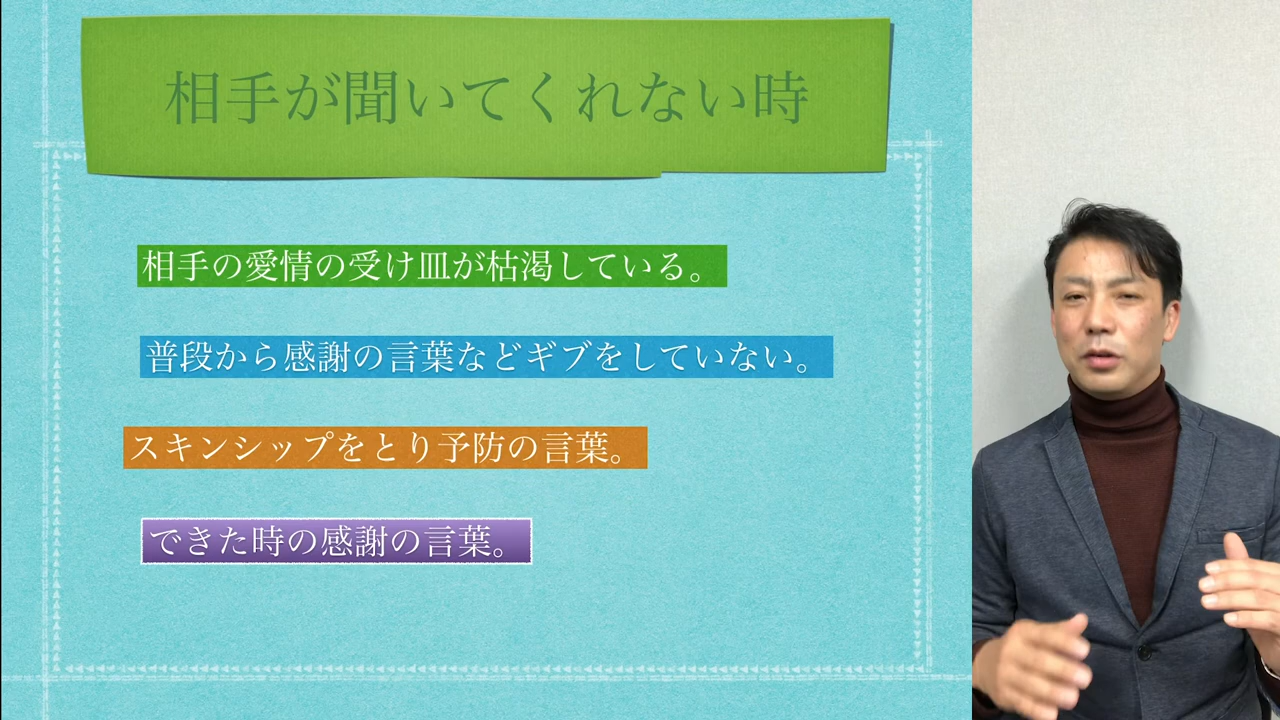 相手が聞いてくれない時
相手の愛情の受け皿が枯渇している。
普段から感謝の言葉などギブをしていない。
スキンシップをとり予防の言葉。
できた時の感謝の言葉。